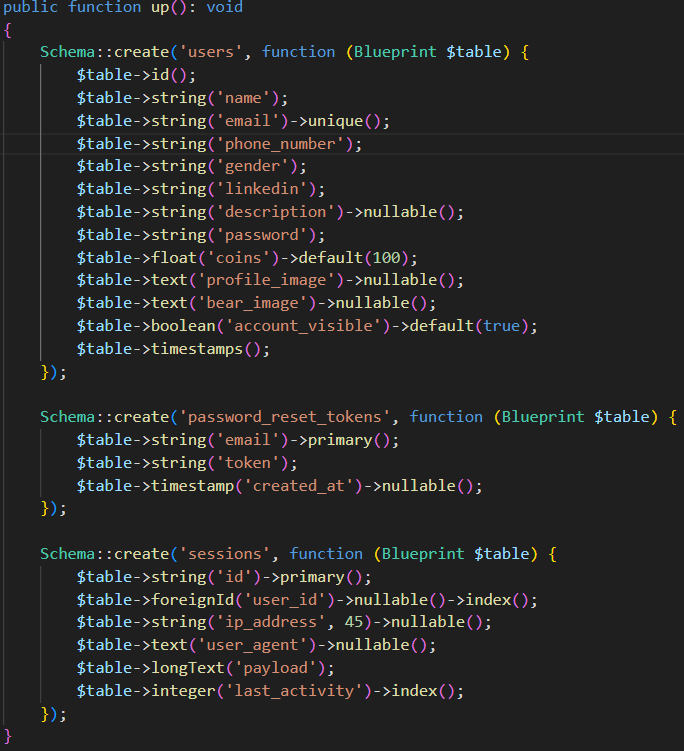 public function up(): void
{
    Schema::create('users', function (Blueprint $table) {
        $table->id();
        $table->string('name');
        $table->string('email')->unique();
        $table->string('phone_number');
        $table->string('gender');
        $table->string('linkedin');
        $table->string('description')->nullable();
        $table->string('password');
        $table->float('coins')->default(100);
        $table->text('profile_image')->nullable();
        $table->text('bear_image')->nullable();
        $table->boolean('account_visible')->default(true);
        $table->timestamps();
    });

    Schema::create('password_reset_tokens', function (Blueprint $table) {
        $table->string('email')->primary();
        $table->string('token');
        $table->timestamp('created_at')->nullable();
    });

    Schema::create('sessions', function (Blueprint $table) {
        $table->string('id')->primary();
        $table->foreignId('user_id')->nullable()->index();
        $table->string('ip_address', 45)->nullable();
        $table->text('user_agent')->nullable();
        $table->longText('payload');
        $table->integer('last_activity')->index();
    });
}